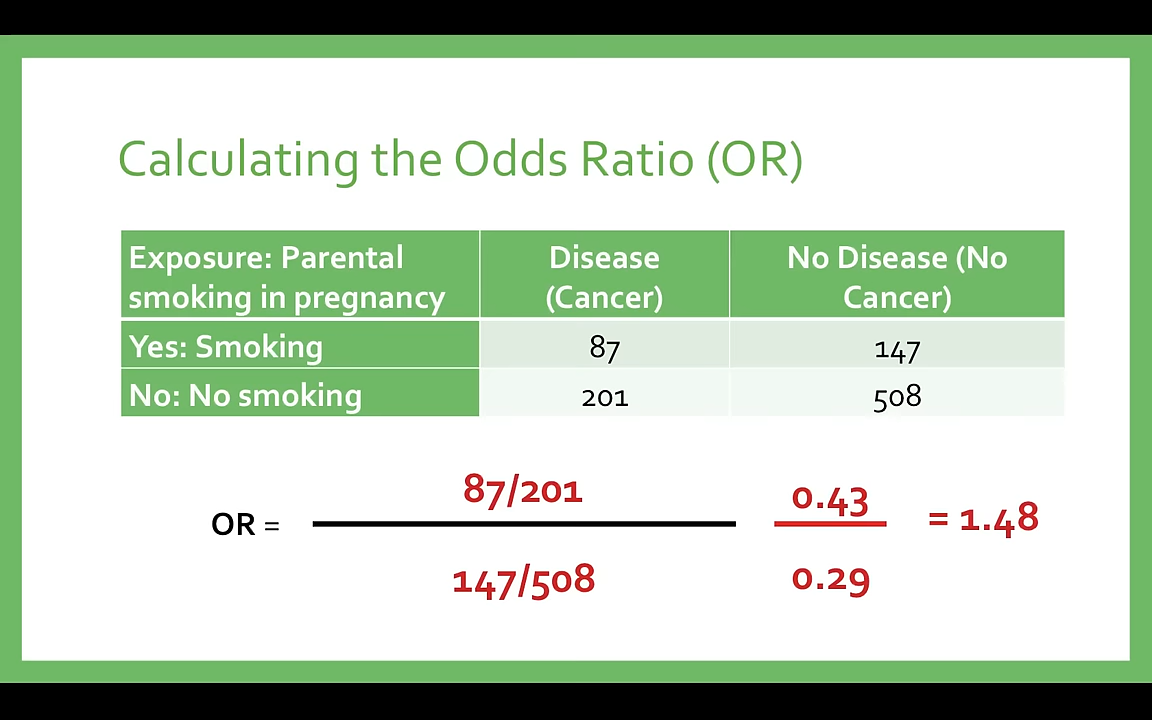 Calculating the Odds Ratio (OR)
Exposure: Parental smoking in pregnancy
Disease (Cancer)
No Disease (No Cancer)
Yes: Smoking
87
147
No: No smoking
201
508
OR =
87/201
147/508
0.43
0.29
= 1.48